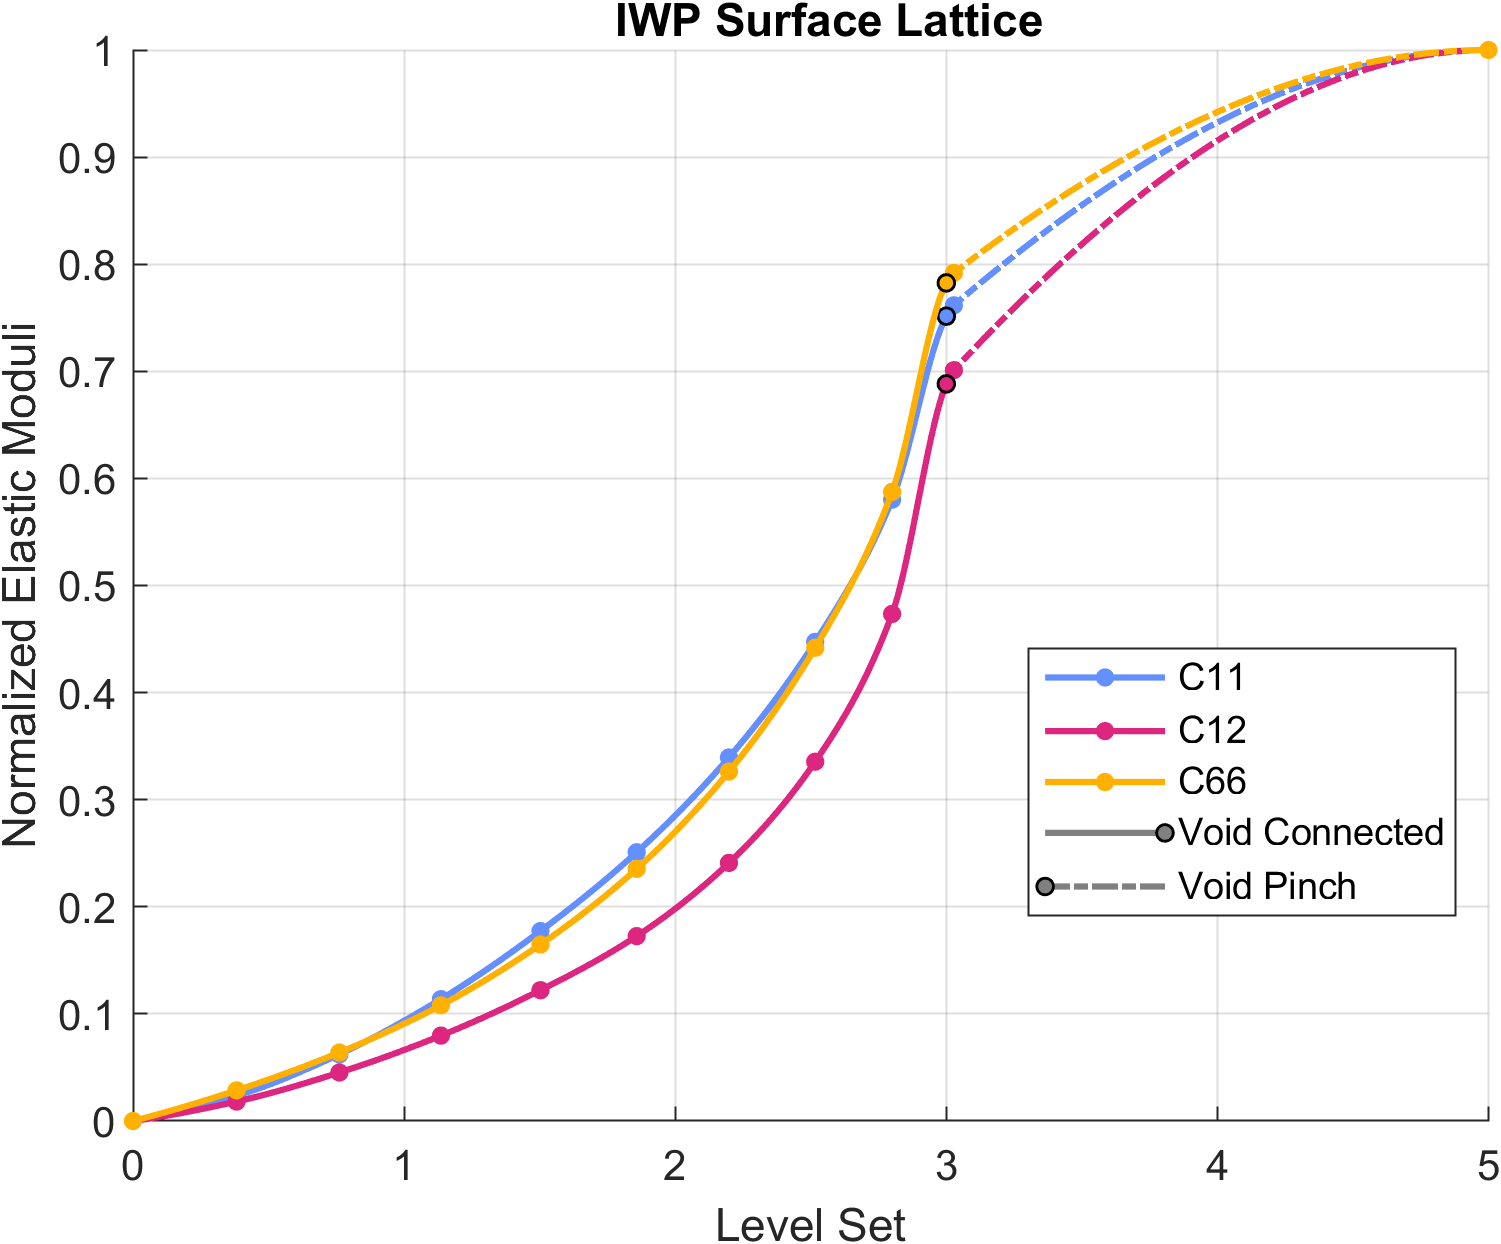 IWP Surface Lattice
Normalized Elastic Moduli
1
0.9
0.8
0.7
0.6
0.5
0.4
0.3
0.2
0.1
0
0 1 2 3 4 5
Level Set
C11
C12
C66
Void Connected
Void Pinch